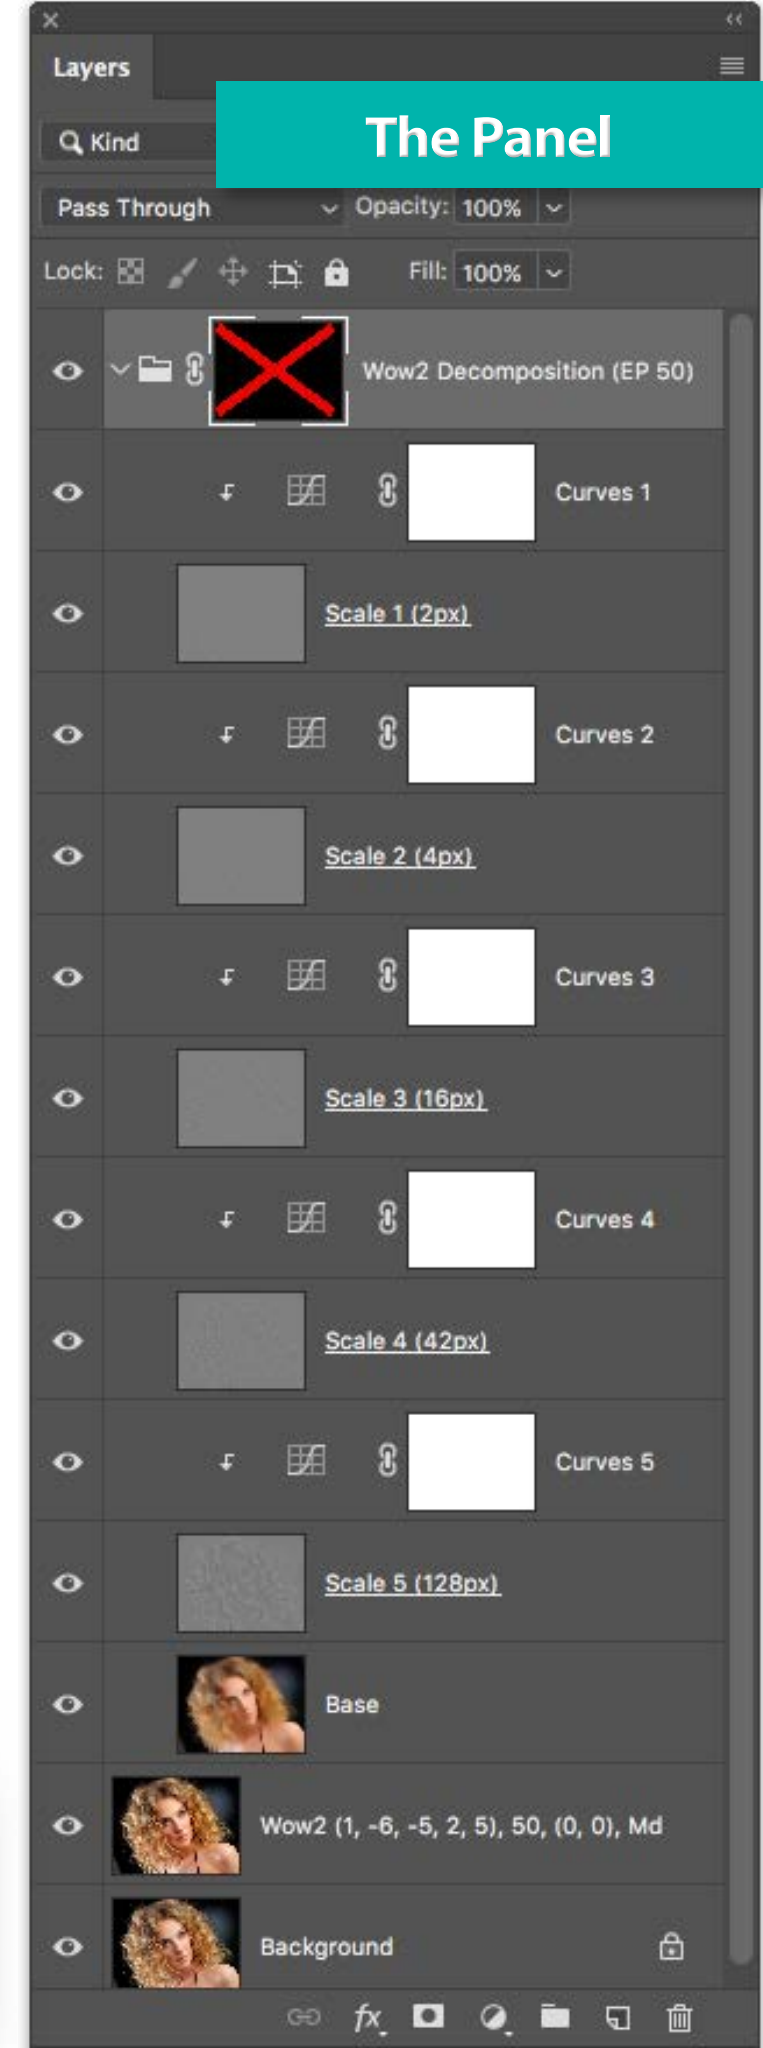 Layers
The Panel
Kind
Pass Through Opacity: 100%
Lock: Fill: 100%
Wow2 Decomposition (EP 50)
Curves 1
Scale 1 (2px)
Curves 2
Scale 2 (4px)
Curves 3
Scale 3 (16px)
Curves 4
Scale 4 (42px)
Curves 5
Scale 5 (128px)
Base
Wow2 (1, -6, -5, 2, 5), 50, (0, 0), Md
Background
fx